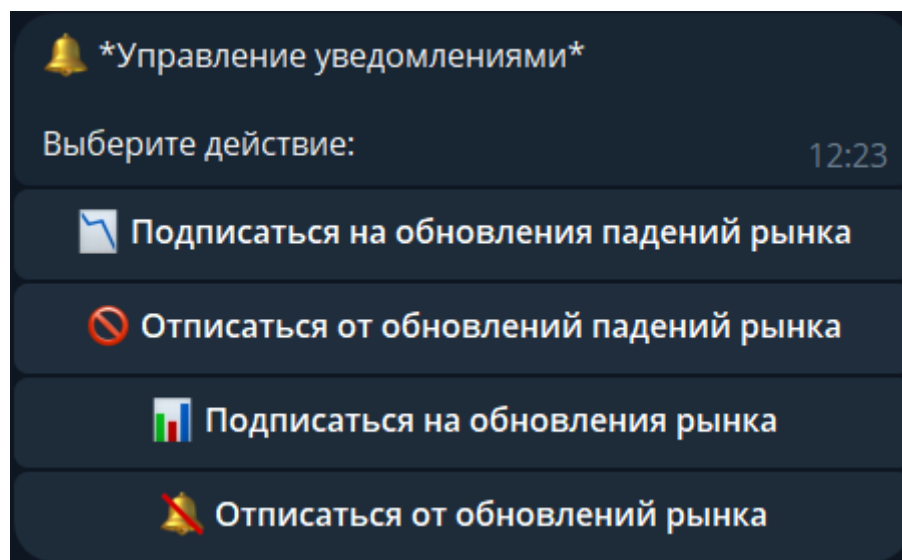 🔔 *Управление уведомлениями*
Выберите действие:
12:23
📉 Подписаться на обновления падений рынка
🚫 Отписаться от обновлений падений рынка
📊 Подписаться на обновления рынка
🔕 Отписаться от обновлений рынка